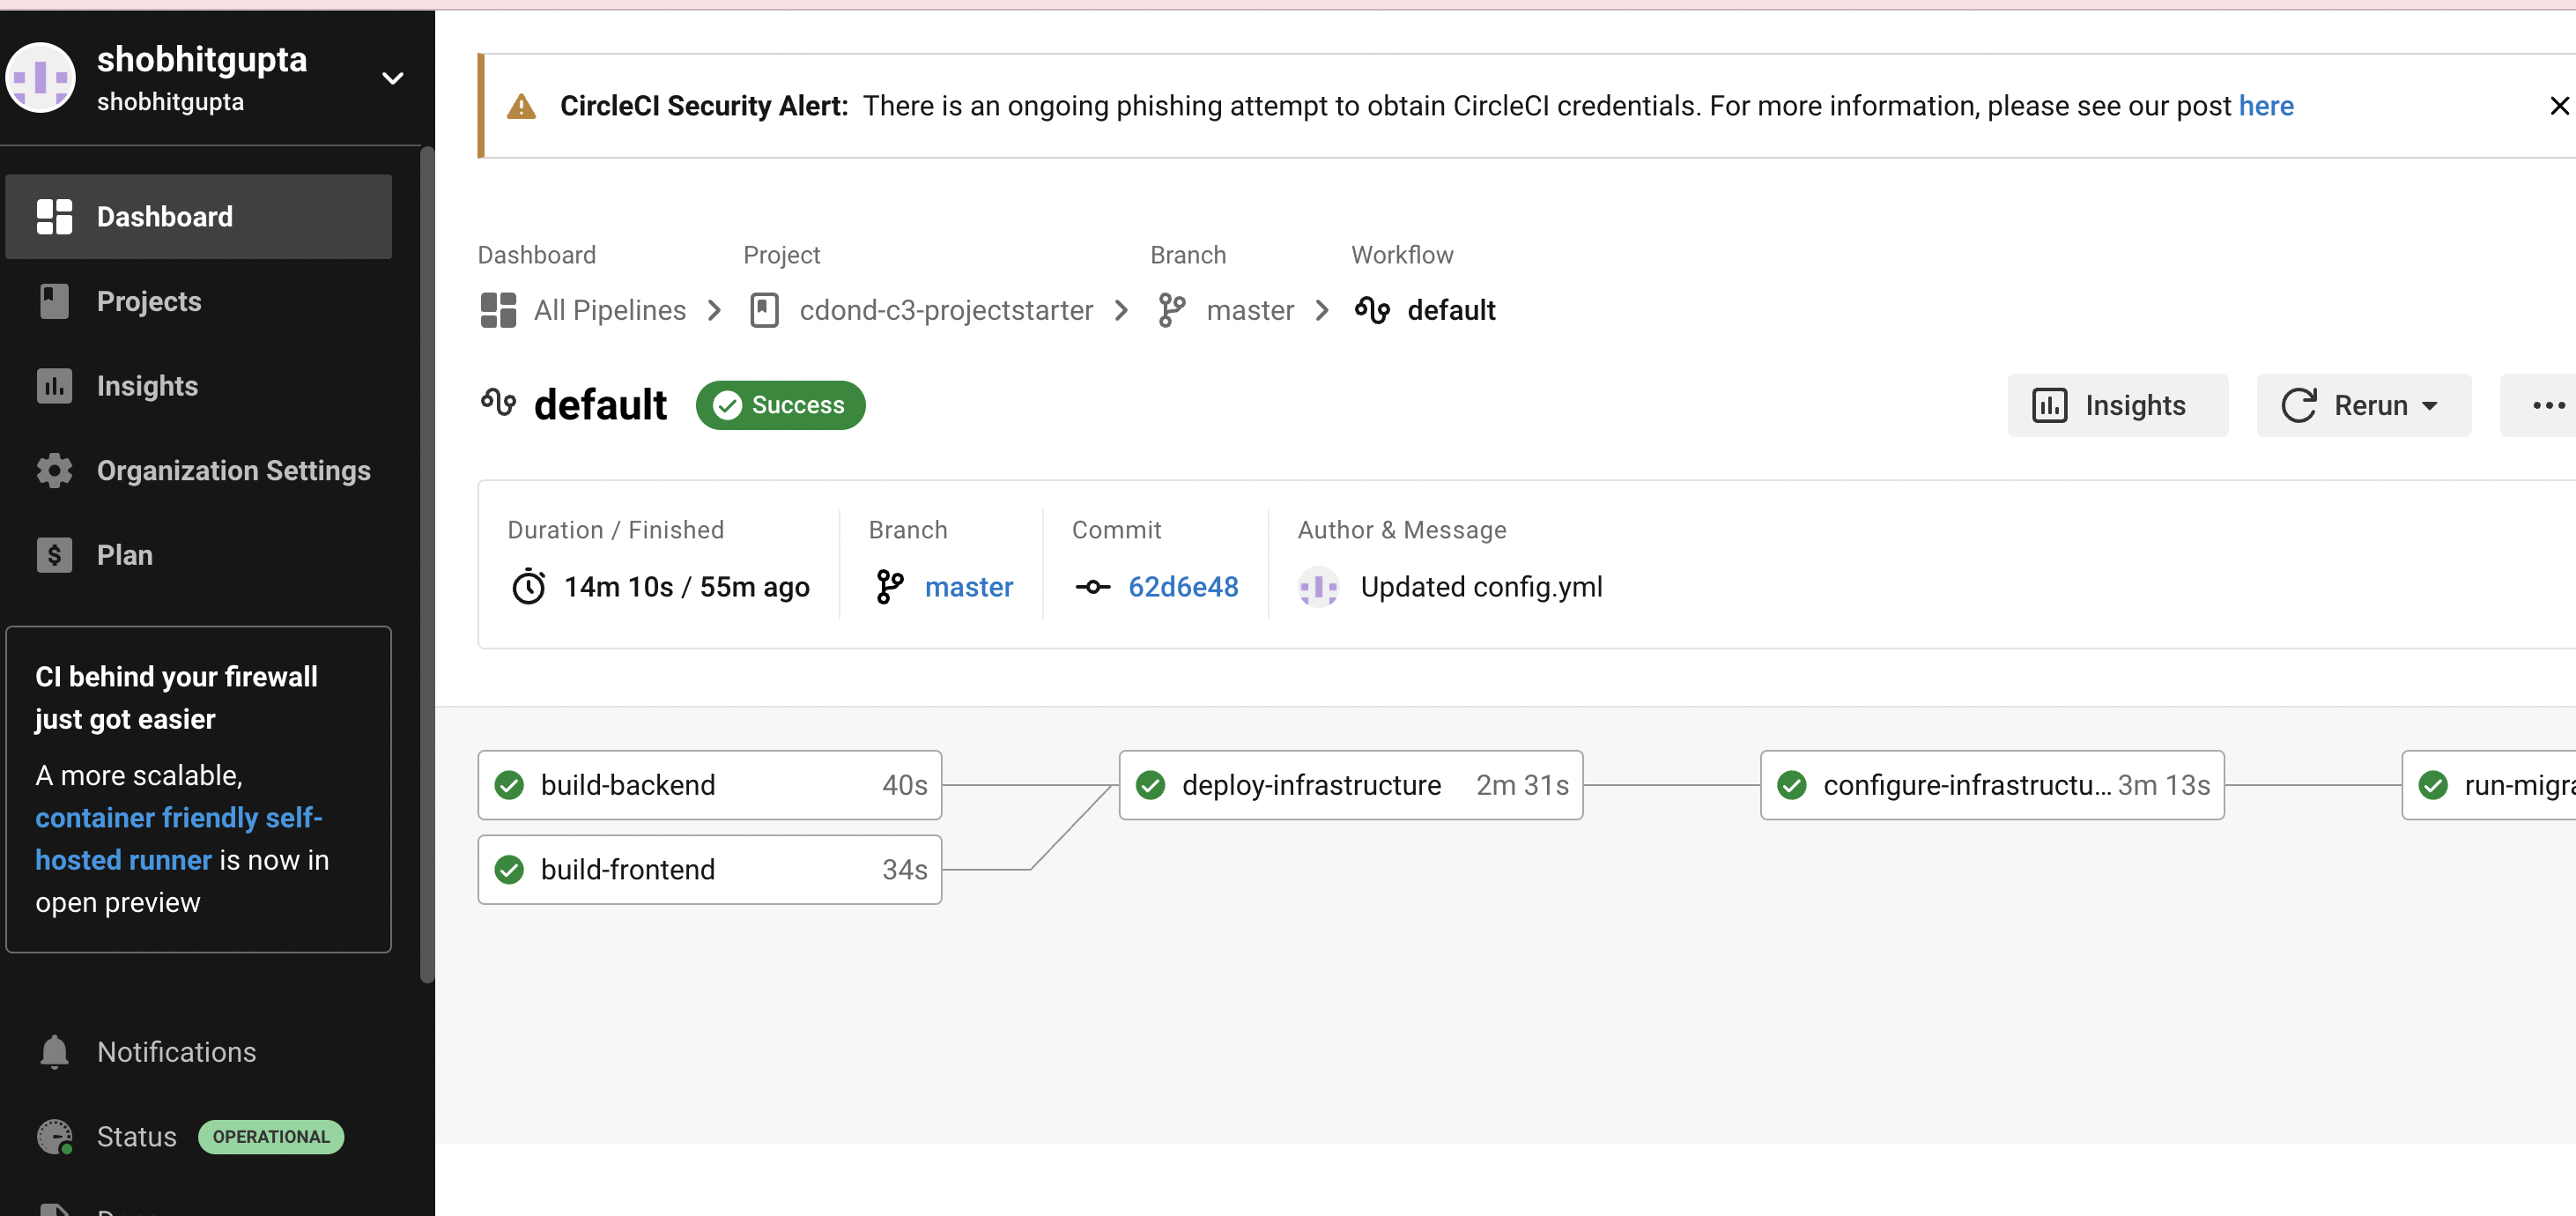 shobhitgupta
shobhitgupta
Dashboard
Projects
Insights
Organization Settings
Plan
CI behind your firewall
just got easier
A more scalable,
container friendly self-
hosted runner is now in
open preview
Notifications
Status OPERATIONAL
CircleCI Security Alert: There is an ongoing phishing attempt to obtain CircleCI credentials. For more information, please see our post here
Dashboard Project Branch Workflow
All Pipelines cdond-c3-projectstarter master default
default Success Insights Rerun
Duration / Finished Branch Commit Author & Message
14m 10s / 55m ago master 62d6e48 Updated config.yml
build-backend 40s deploy-infrastructure 2m 31s configure-infrastructu... 3m 13s run-migra
build-frontend 34s